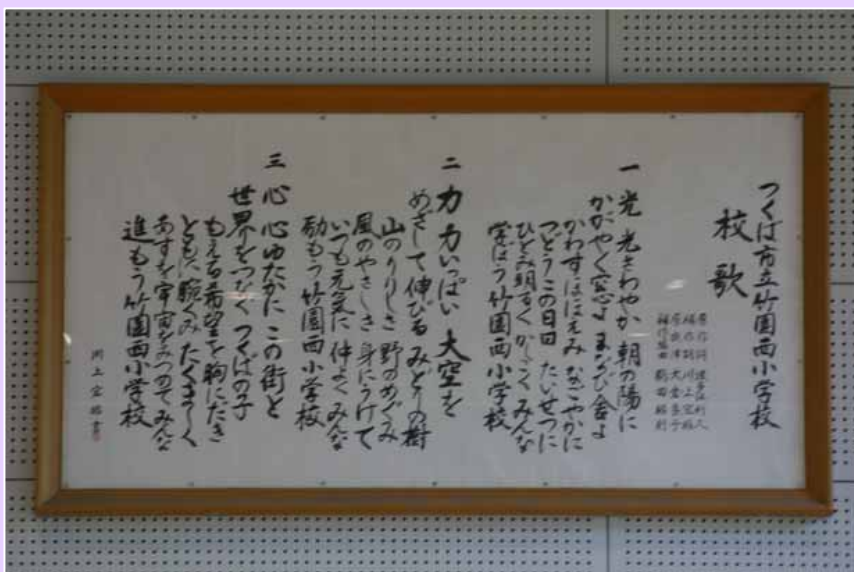 つくば市立竹園西小学校
校歌
一 光 光さわやか 朝の陽に
かがやく窓よ まなび舎よ
かわすほほえみ なごやかに
つどうこの日日 たいせつに
ひとみ明るく かしこく みんな
学ぼう 竹園西小学校
二 力 力いっぱい 大空を
めざして伸びる みどりの樹
山のりりしさ 野のめぐみ
風のやさしさ 身にうけて
いつも元気に 仲よくみんな
励もう 竹園西小学校
三 心 心ゆたかに この街と
世界をつなぐ つくばの子
もえる希望を 胸にだき
ともに腕くみ たくましく
あすを宇宙を みつめてみんな
進もう 竹園西小学校